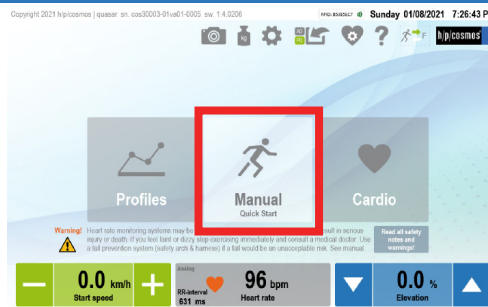 Copyright 2021 h/p/cosmos | quasar sn. cos30003-01va01-0005 sw. 1.4.0206
Sunday 01/08/2021 7:26:43 P
kg
F
h/p/cosmos
Profiles
Manual
Quick Start
Cardio
Warning!
Heart rate monitoring systems may be
sult in serious
injury or death. If you feel faint or dizzy stop exercising immediately and consult a medical doctor. Use
a fall prevention system (safety arch & harness) if a fall would be an unacceptable risk. See manual.
Read all safety
notes and
warnings!
0.0 km/h
Start speed
Analog
RR-interval
631 ms
96 bpm
Heart rate
0.0 %
Elevation